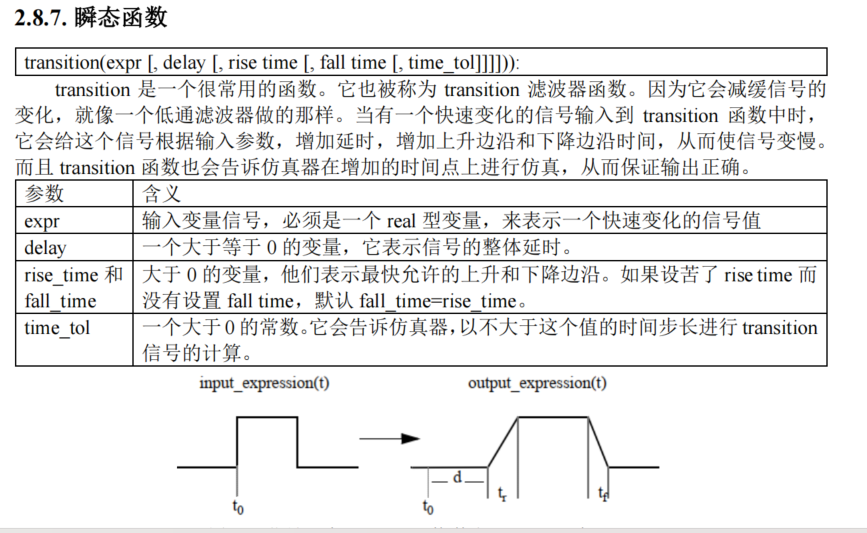 2.8.7. 瞬态函数
transition(expr [, delay [, rise time [, fall time [, time_tol]]]])):
transition 是一个很常用的函数。它也被称为 transition 滤波器函数。因为它会减缓信号的
变化，就像一个低通滤波器做的那样。当有一个快速变化的信号输入到 transition 函数中时，
它会给这个信号根据输入参数，增加延时，增加上升边沿和下降边沿时间，从而使信号变慢。
而且 transition 函数也会告诉仿真器在增加的时间点上进行仿真，从而保证输出正确。
参数 含义
expr 输入变量信号，必须是一个 real 型变量，来表示一个快速变化的信号值
delay 一个大于等于 0 的变量，它表示信号的整体延时。
rise_time 和 大于 0 的变量，他们表示最快允许的上升和下降边沿。如果设苦了 rise time 而
fall_time 没有设置 fall time，默认 fall_time=rise_time。
time_tol 一个大于 0 的常数。它会告诉仿真器，以不大于这个值的时间步长进行 transition
信号的计算。
input_expression(t) output_expression(t)
d
tr tf
t0 t0